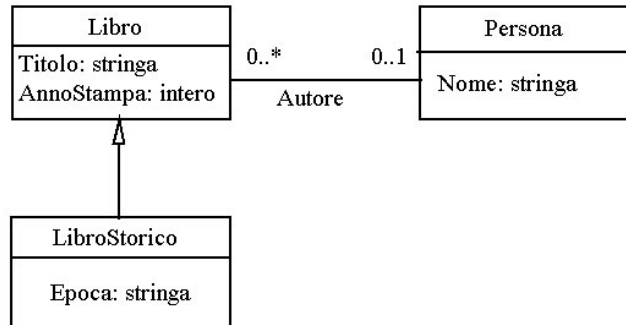 Libro
Titolo: stringa
AnnoStampa: intero
0..*
0..1
Autore
Persona
Nome: stringa
LibroStorico
Epoca: stringa